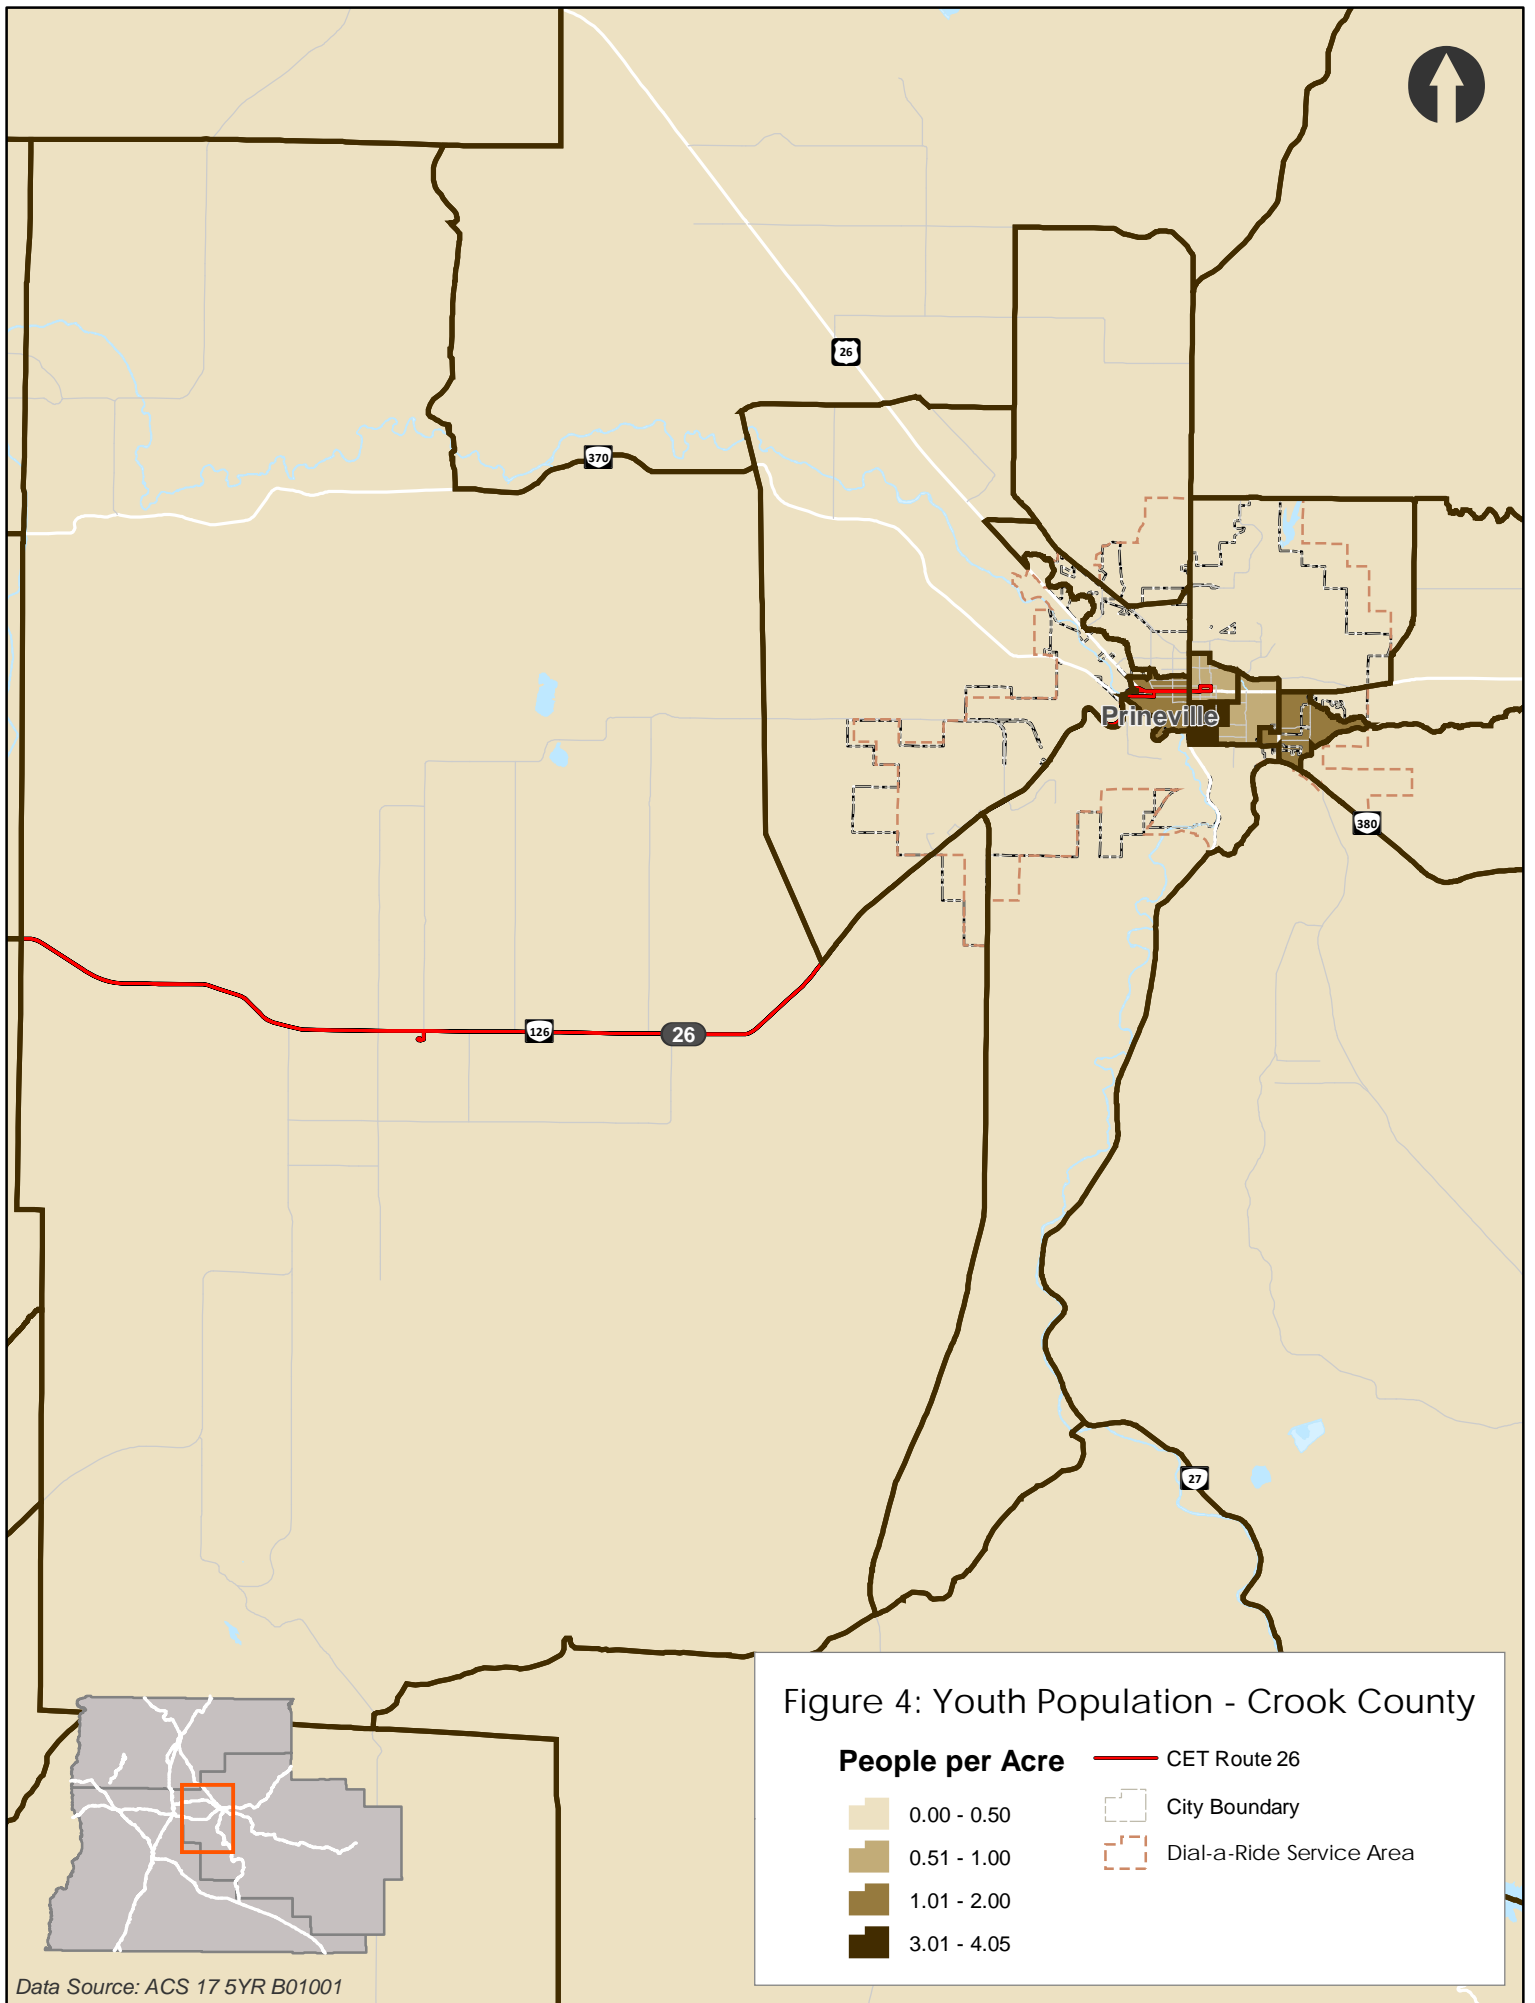 26
370
Prineville
380
126
26
27
Figure 4: Youth Population - Crook County
People per Acre
0.00 - 0.50
0.51 - 1.00
1.01 - 2.00
3.01 - 4.05
CET Route 26
City Boundary
Dial-a-Ride Service Area
Data Source: ACS 17 5YR B01001